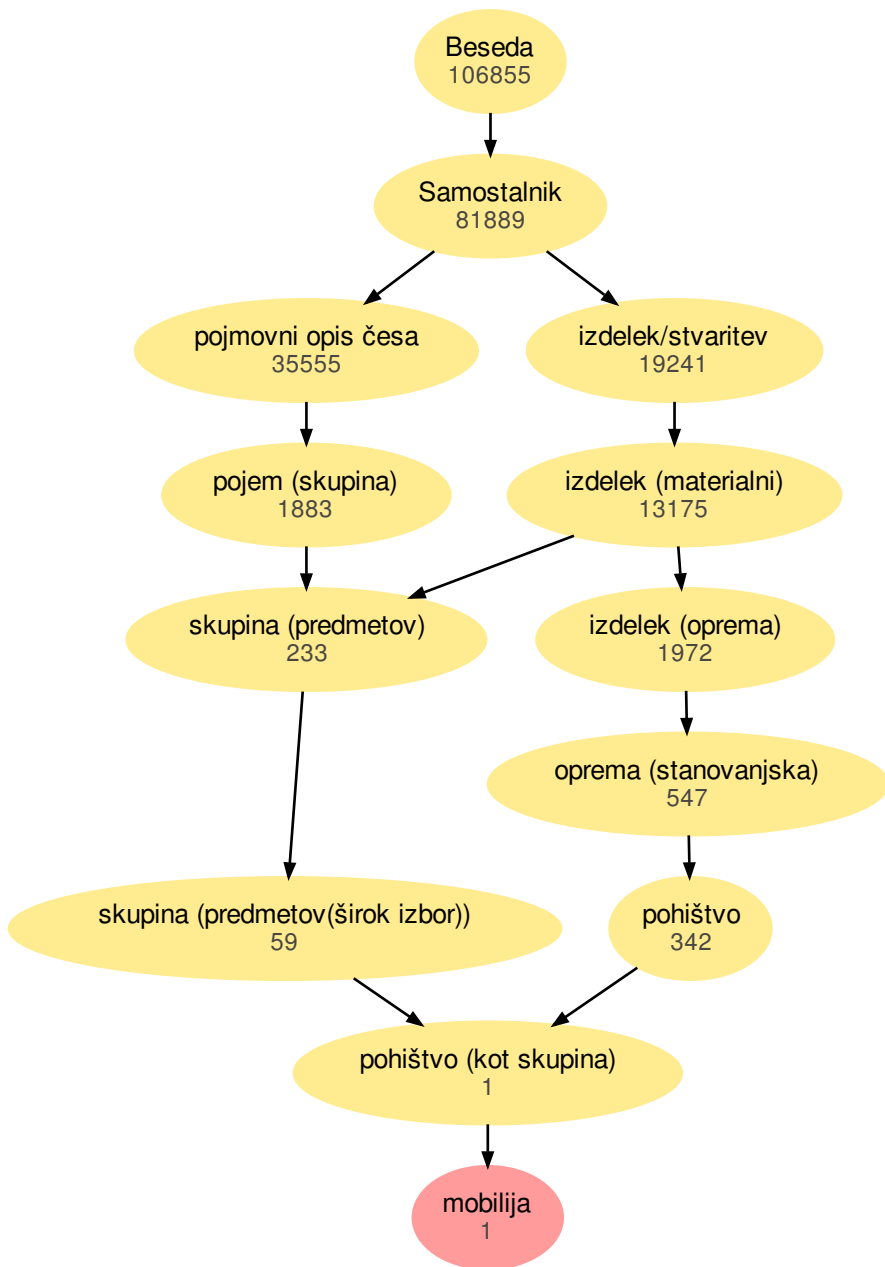 Beseda
106855
Samostalnik
81889
pojmovni opis česa
35555
izdelek/stvaritev
19241
pojem (skupina)
1883
izdelek (materialni)
13175
skupina (predmetov)
233
izdelek (oprema)
1972
oprema (stanovanjska)
547
skupina (predmetov(širok izbor))
59
pohištvo
342
pohištvo (kot skupina)
1
mobilija
1